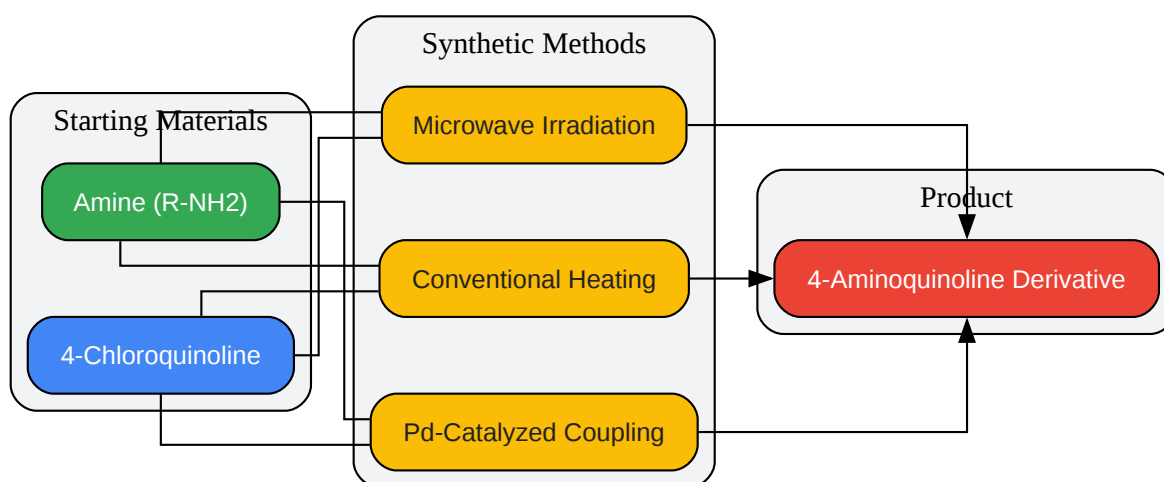 Starting Materials
Amine (R-NH2)
4-Chloroquinoline
Synthetic Methods
Microwave Irradiation
Conventional Heating
Pd-Catalyzed Coupling
Product
4-Aminoquinoline Derivative